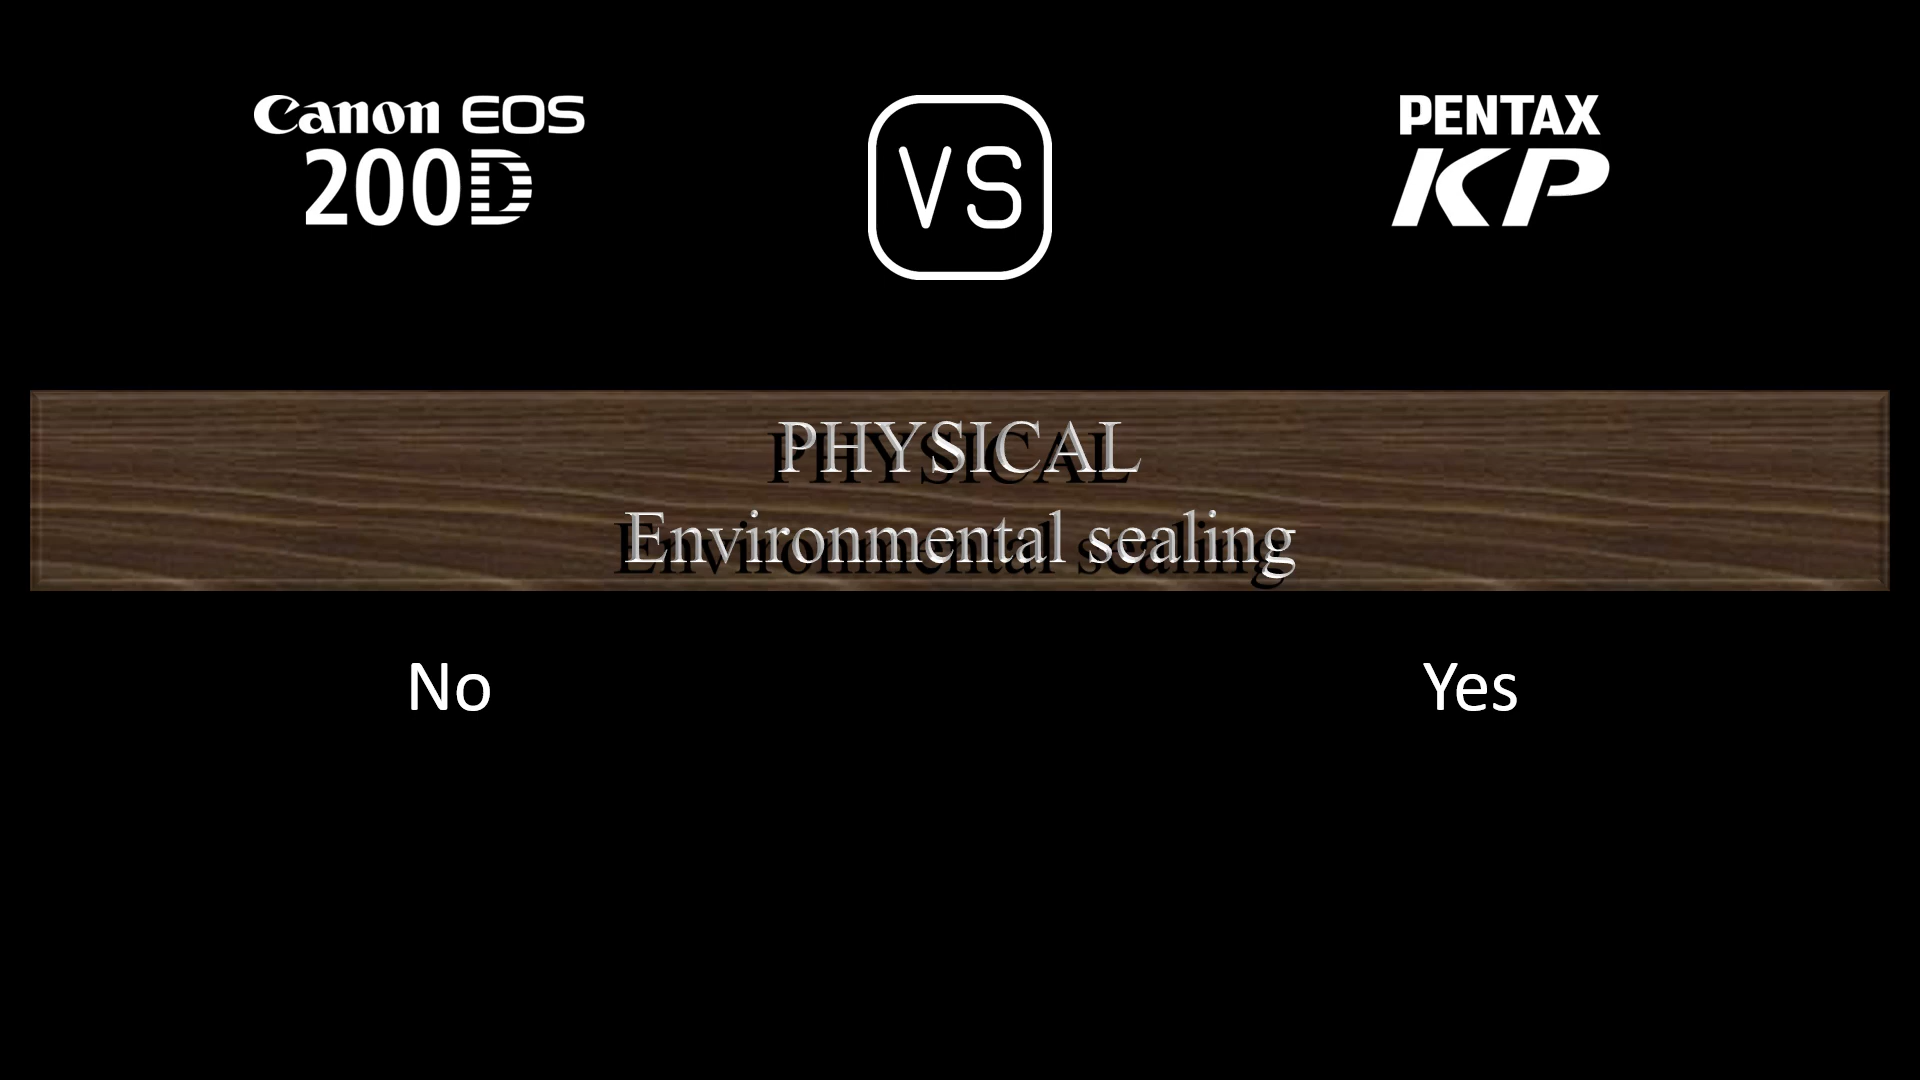 Canon EOS
200D
VS
PENTAX
KP
PHYSICAL
Environmental sealing
No
Yes